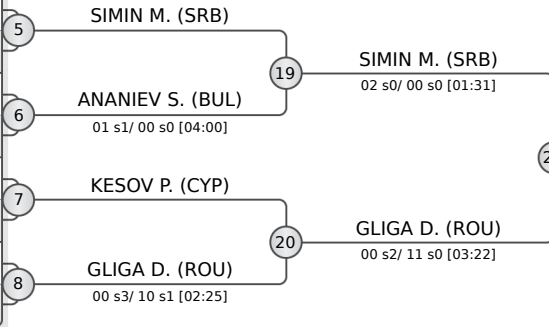 5
SIMIN M. (SRB)
19
SIMIN M. (SRB)
02 s0/ 00 s0 [01:31]
6
ANANIEV S. (BUL)
01 s1/ 00 s0 [04:00]
7
KESOV P. (CYP)
20
GLIGA D. (ROU)
00 s2/ 11 s0 [03:22]
8
GLIGA D. (ROU)
00 s3/ 10 s1 [02:25]